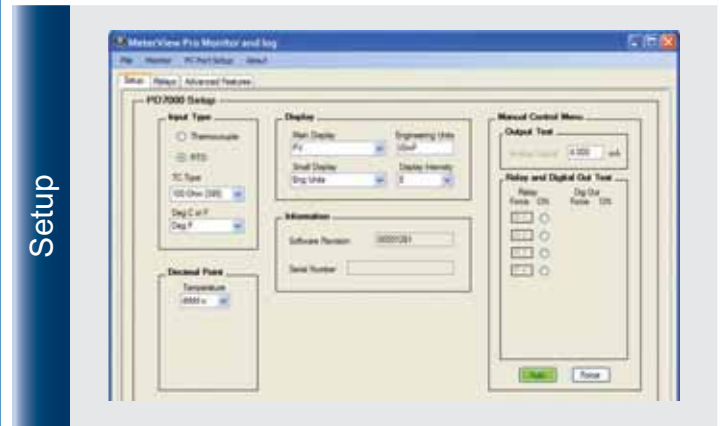 Setup
MeterView Pro Monitor and log
File Monitor PC Port Setup About
Setup Relays Advanced Features
PD7000 Setup
Input Type
Thermocouple
RTD
TC Type
100 Ohm (385)
Deg C or F
Deg F
Decimal Point
Temperature
Display
Main Display
PV
Engineering Units
Small Display
Eng Units
Display Intensity
Information
Software Revision
Serial Number
Manual Control Menu
Output Test
4.000 mA
Relay and Digital Out Test
Relay Dig Out
Force ON Force ON
Auto Force